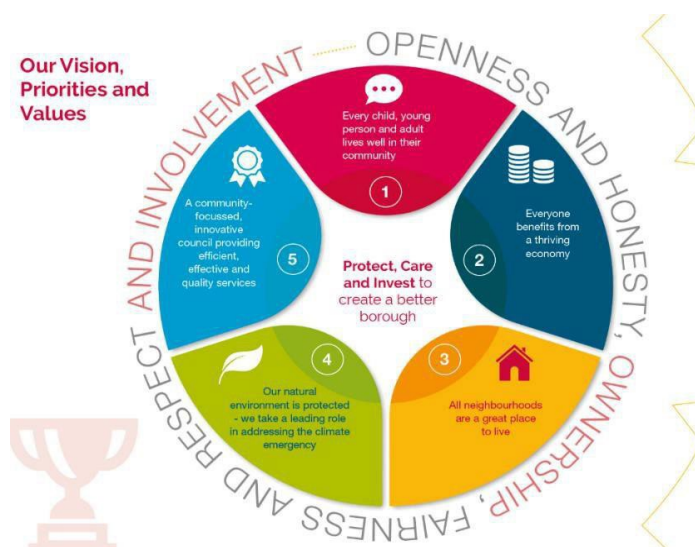 Our Vision,
Priorities and
Values
OPENNESS AND HONESTY, OWNERSHIP, FAIRNESS AND RESPECT AND INVOLVEMENT
Every child, young
person and adult
lives well in their
community
1
Everyone
benefits from
a thriving
economy
2
All neighbourhoods
are a great place
to live
3
Our natural
environment is protected
- we take a leading role
in addressing the climate
emergency
4
A community-
focussed,
innovative
council providing
efficient,
effective and
quality services
5
Protect, Care
and Invest to
create a better
borough